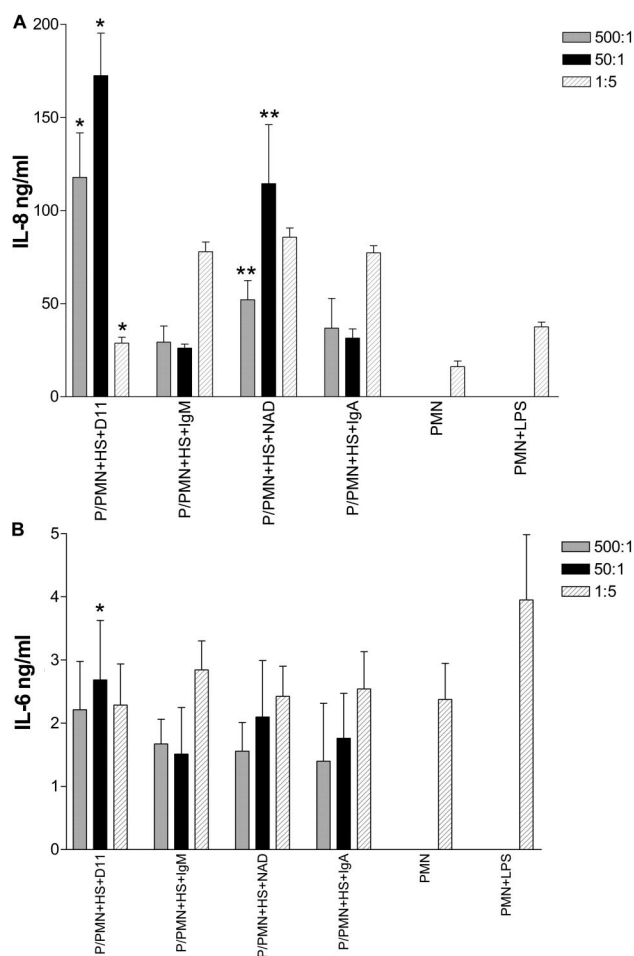 A
200
150
100
50
0
IL-8 ng/ml
*
*
*
**
**
500:1
50:1
1:5
P/PMN+HS+D11
P/PMN+HS+IgM
P/PMN+HS+NAD
P/PMN+HS+IgA
PMN
PMN+LPS
B
5
4
3
2
1
0
IL-6 ng/ml
*
500:1
50:1
1:5
P/PMN+HS+D11
P/PMN+HS+IgM
P/PMN+HS+NAD
P/PMN+HS+IgA
PMN
PMN+LPS